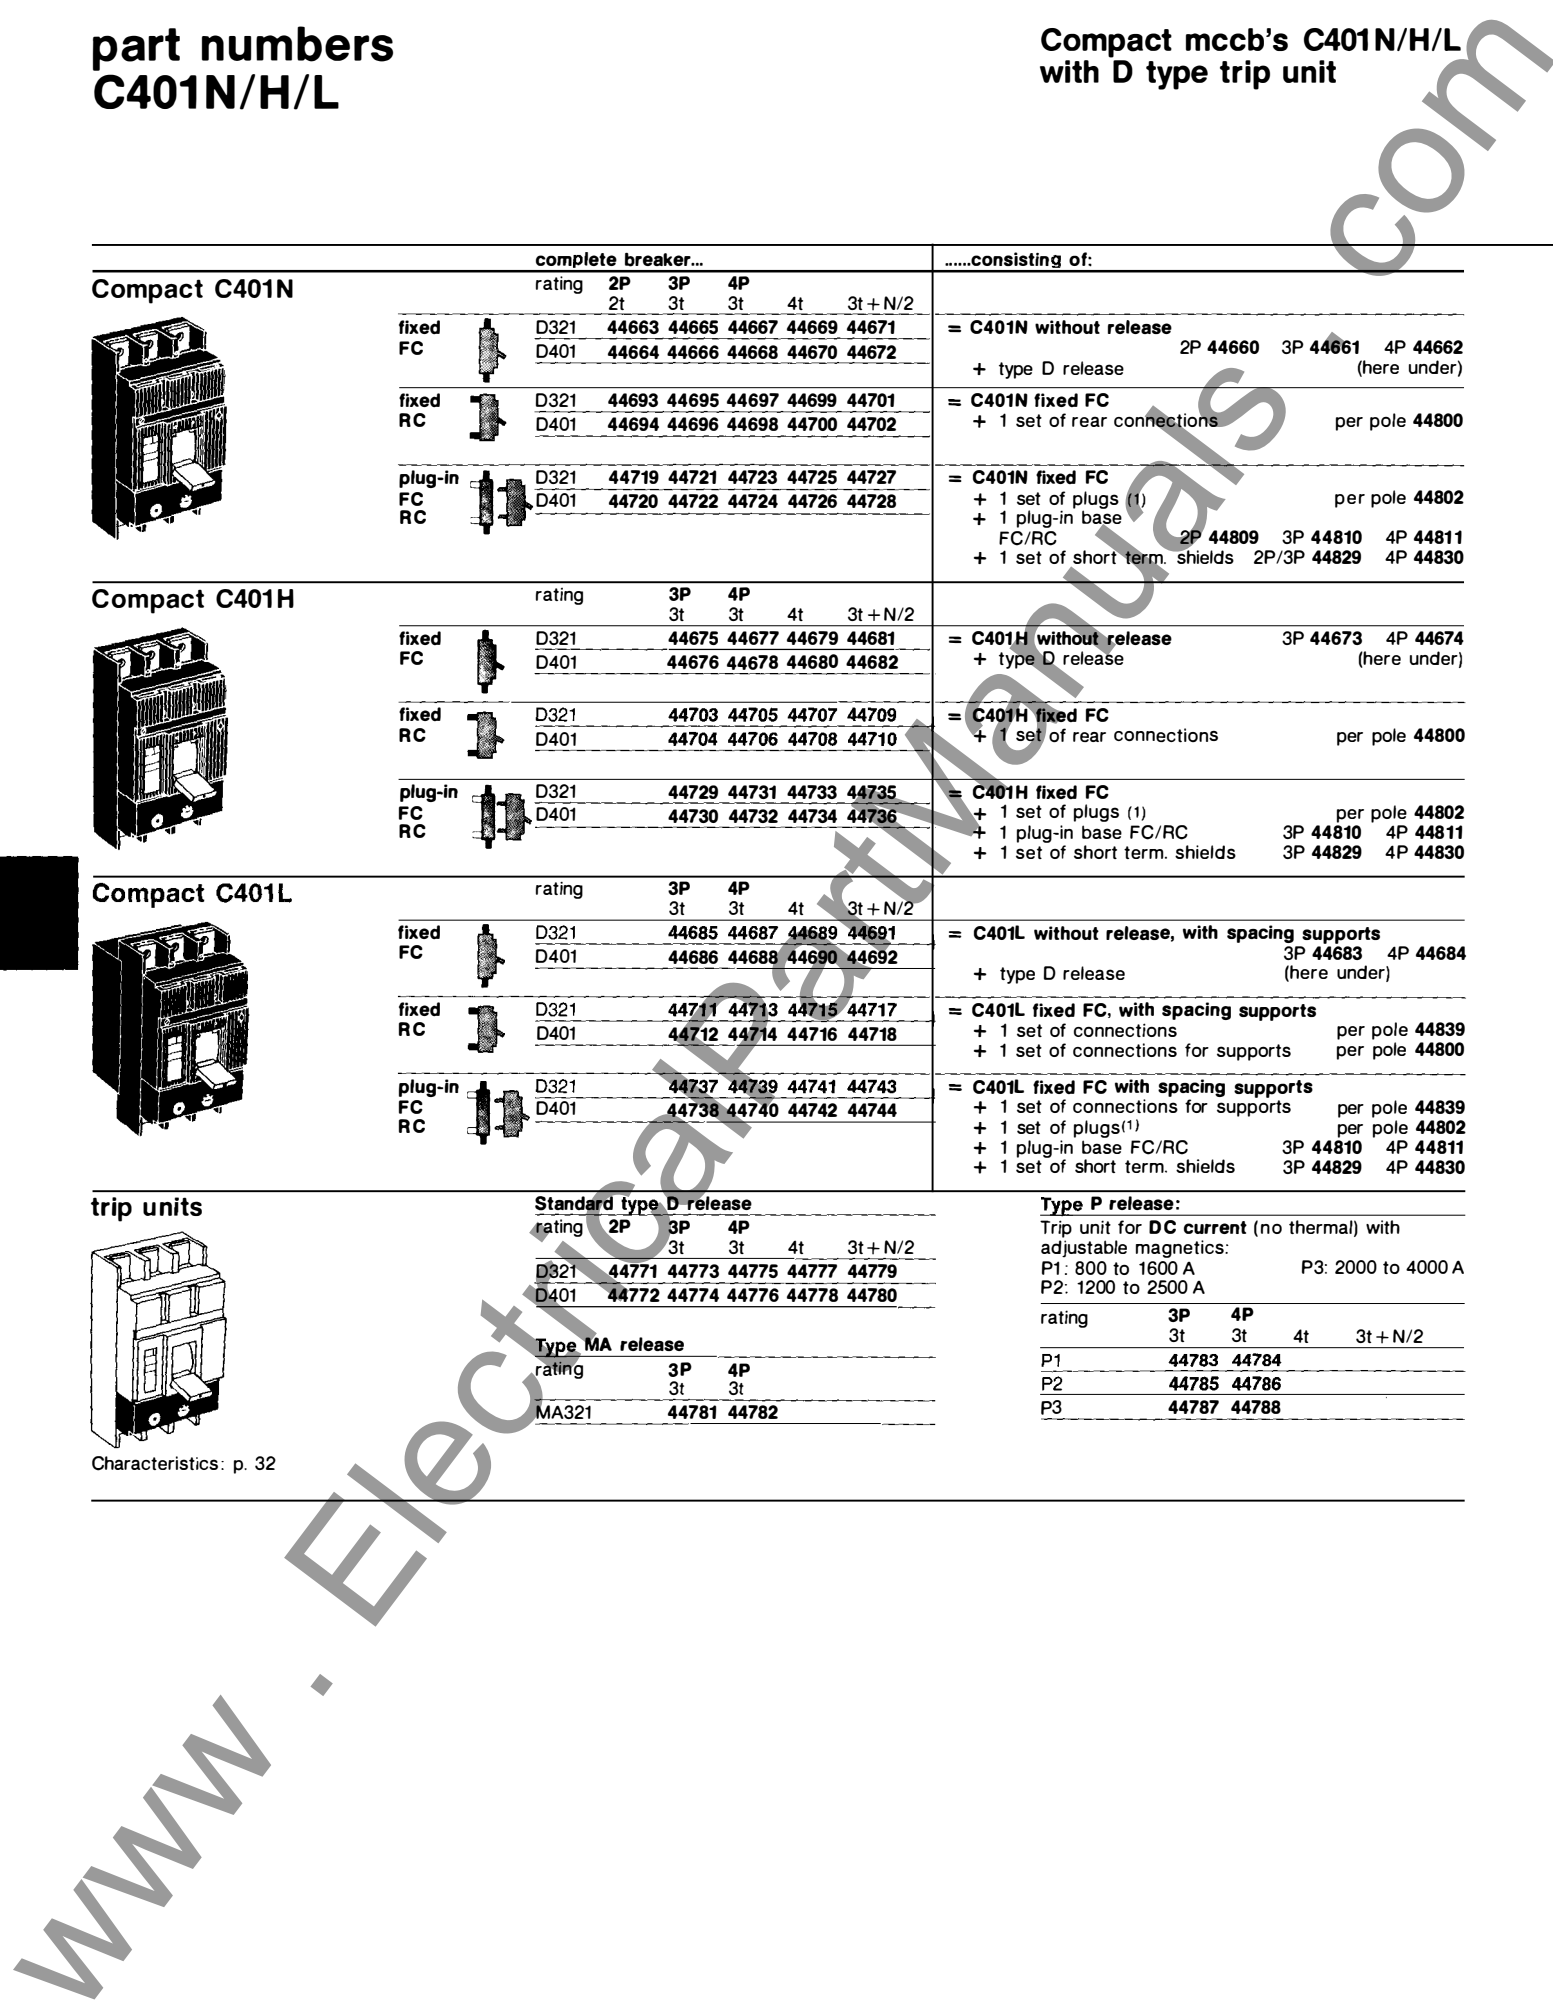 part numbers
C401N/H/L
Compact mccb's C401N/H/L
with D type trip unit
complete breaker... ......consisting of:
Compact C401N
rating 2P 3P 4P
2t 3t 3t 4t 3t+N/2
fixed FC D321 44663 44665 44667 44669 44671 = C401N without release
D401 44664 44666 44668 44670 44672 2P 44660 3P 44661 4P 44662
+ type D release (here under)
fixed RC D321 44693 44695 44697 44699 44701 = C401N fixed FC
D401 44694 44696 44698 44700 44702 + 1 set of rear connections per pole 44800
plug-in FC RC D321 44719 44721 44723 44725 44727 = C401N fixed FC
D401 44720 44722 44724 44726 44728 + 1 set of plugs (1) per pole 44802
+ 1 plug-in base
FC/RC 2P 44809 3P 44810 4P 44811
+ 1 set of short term. shields 2P/3P 44829 4P 44830
Compact C401H
rating 3P 4P
3t 3t 4t 3t+N/2
fixed FC D321 44675 44677 44679 44681 = C401H without release 3P 44673 4P 44674
D401 44676 44678 44680 44682 + type D release (here under)
fixed RC D321 44703 44705 44707 44709 = C401H fixed FC
D401 44704 44706 44708 44710 + 1 set of rear connections per pole 44800
plug-in FC RC D321 44729 44731 44733 44735 = C401H fixed FC
D401 44730 44732 44734 44736 + 1 set of plugs (1) per pole 44802
+ 1 plug-in base FC/RC 3P 44810 4P 44811
+ 1 set of short term. shields 3P 44829 4P 44830
Compact C401L
rating 3P 4P
3t 3t 4t 3t+N/2
fixed FC D321 44685 44687 44689 44691 = C401L without release, with spacing supports
D401 44686 44688 44690 44692 3P 44683 4P 44684
+ type D release (here under)
fixed RC D321 44711 44713 44715 44717 = C401L fixed FC, with spacing supports
D401 44712 44714 44716 44718 + 1 set of connections per pole 44839
+ 1 set of connections for supports per pole 44800
plug-in FC RC D321 44737 44739 44741 44743 = C401L fixed FC with spacing supports
D401 44738 44740 44742 44744 + 1 set of connections for supports per pole 44839
+ 1 set of plugs(1) per pole 44802
+ 1 plug-in base FC/RC 3P 44810 4P 44811
+ 1 set of short term. shields 3P 44829 4P 44830
trip units
Standard type D release
rating 2P 3P 4P
3t 3t 4t 3t+N/2
D321 44771 44773 44775 44777 44779
D401 44772 44774 44776 44778 44780
Type MA release
rating 3P 4P
3t 3t
MA321 44781 44782
Type P release:
Trip unit for DC current (no thermal) with
adjustable magnetics:
P1: 800 to 1600 A P3: 2000 to 4000 A
P2: 1200 to 2500 A
rating 3P 4P
3t 3t 4t 3t+N/2
P1 44783 44784
P2 44785 44786
P3 44787 44788
Characteristics: p. 32
www . ElectricalPartManuals . com